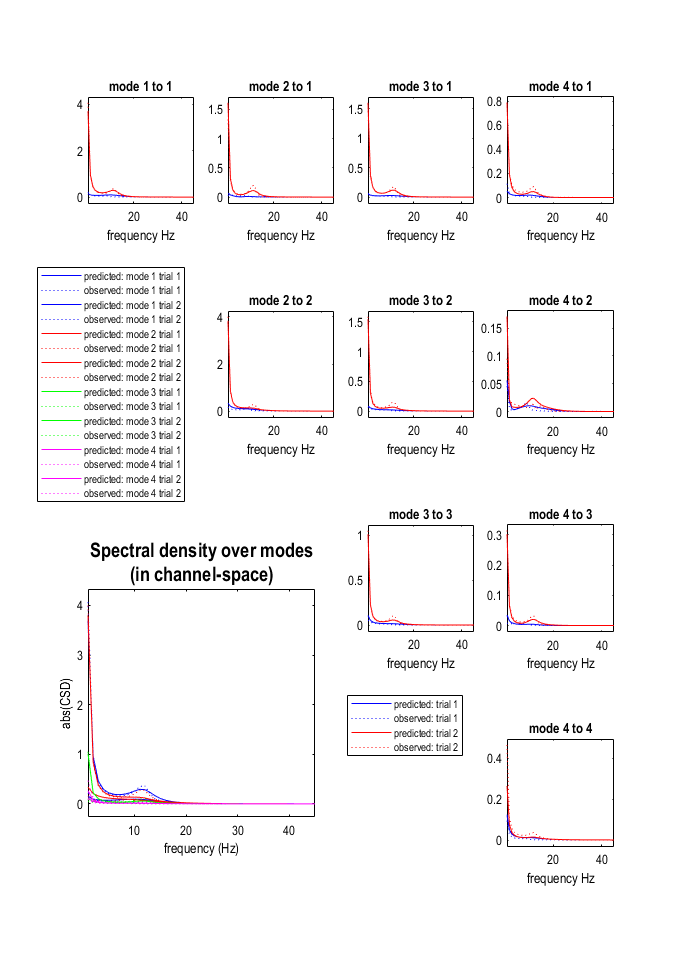 mode 1 to 1
mode 2 to 1
mode 3 to 1
mode 4 to 1
4
2
0
20
40
frequency Hz
1.5
1
0.5
0
20
40
frequency Hz
1.5
1
0.5
0
20
40
frequency Hz
0.8
0.6
0.4
0.2
0
20
40
frequency Hz
predicted: mode 1 trial 1
observed: mode 1 trial 1
predicted: mode 1 trial 2
observed: mode 1 trial 2
predicted: mode 2 trial 1
observed: mode 2 trial 1
predicted: mode 2 trial 2
observed: mode 2 trial 2
predicted: mode 3 trial 1
observed: mode 3 trial 1
predicted: mode 3 trial 2
observed: mode 3 trial 2
predicted: mode 4 trial 1
observed: mode 4 trial 1
predicted: mode 4 trial 2
observed: mode 4 trial 2
mode 2 to 2
4
2
0
20
40
frequency Hz
mode 3 to 2
1.5
1
0.5
0
20
40
frequency Hz
mode 4 to 2
0.15
0.1
0.05
0
20
40
frequency Hz
mode 3 to 3
1
0.5
0
20
40
frequency Hz
mode 4 to 3
0.3
0.2
0.1
0
20
40
frequency Hz
Spectral density over modes
(in channel-space)
abs(CSD)
4
3
2
1
0
10
20
30
40
frequency (Hz)
predicted: trial 1
observed: trial 1
predicted: trial 2
observed: trial 2
mode 4 to 4
0.4
0.2
0
20
40
frequency Hz